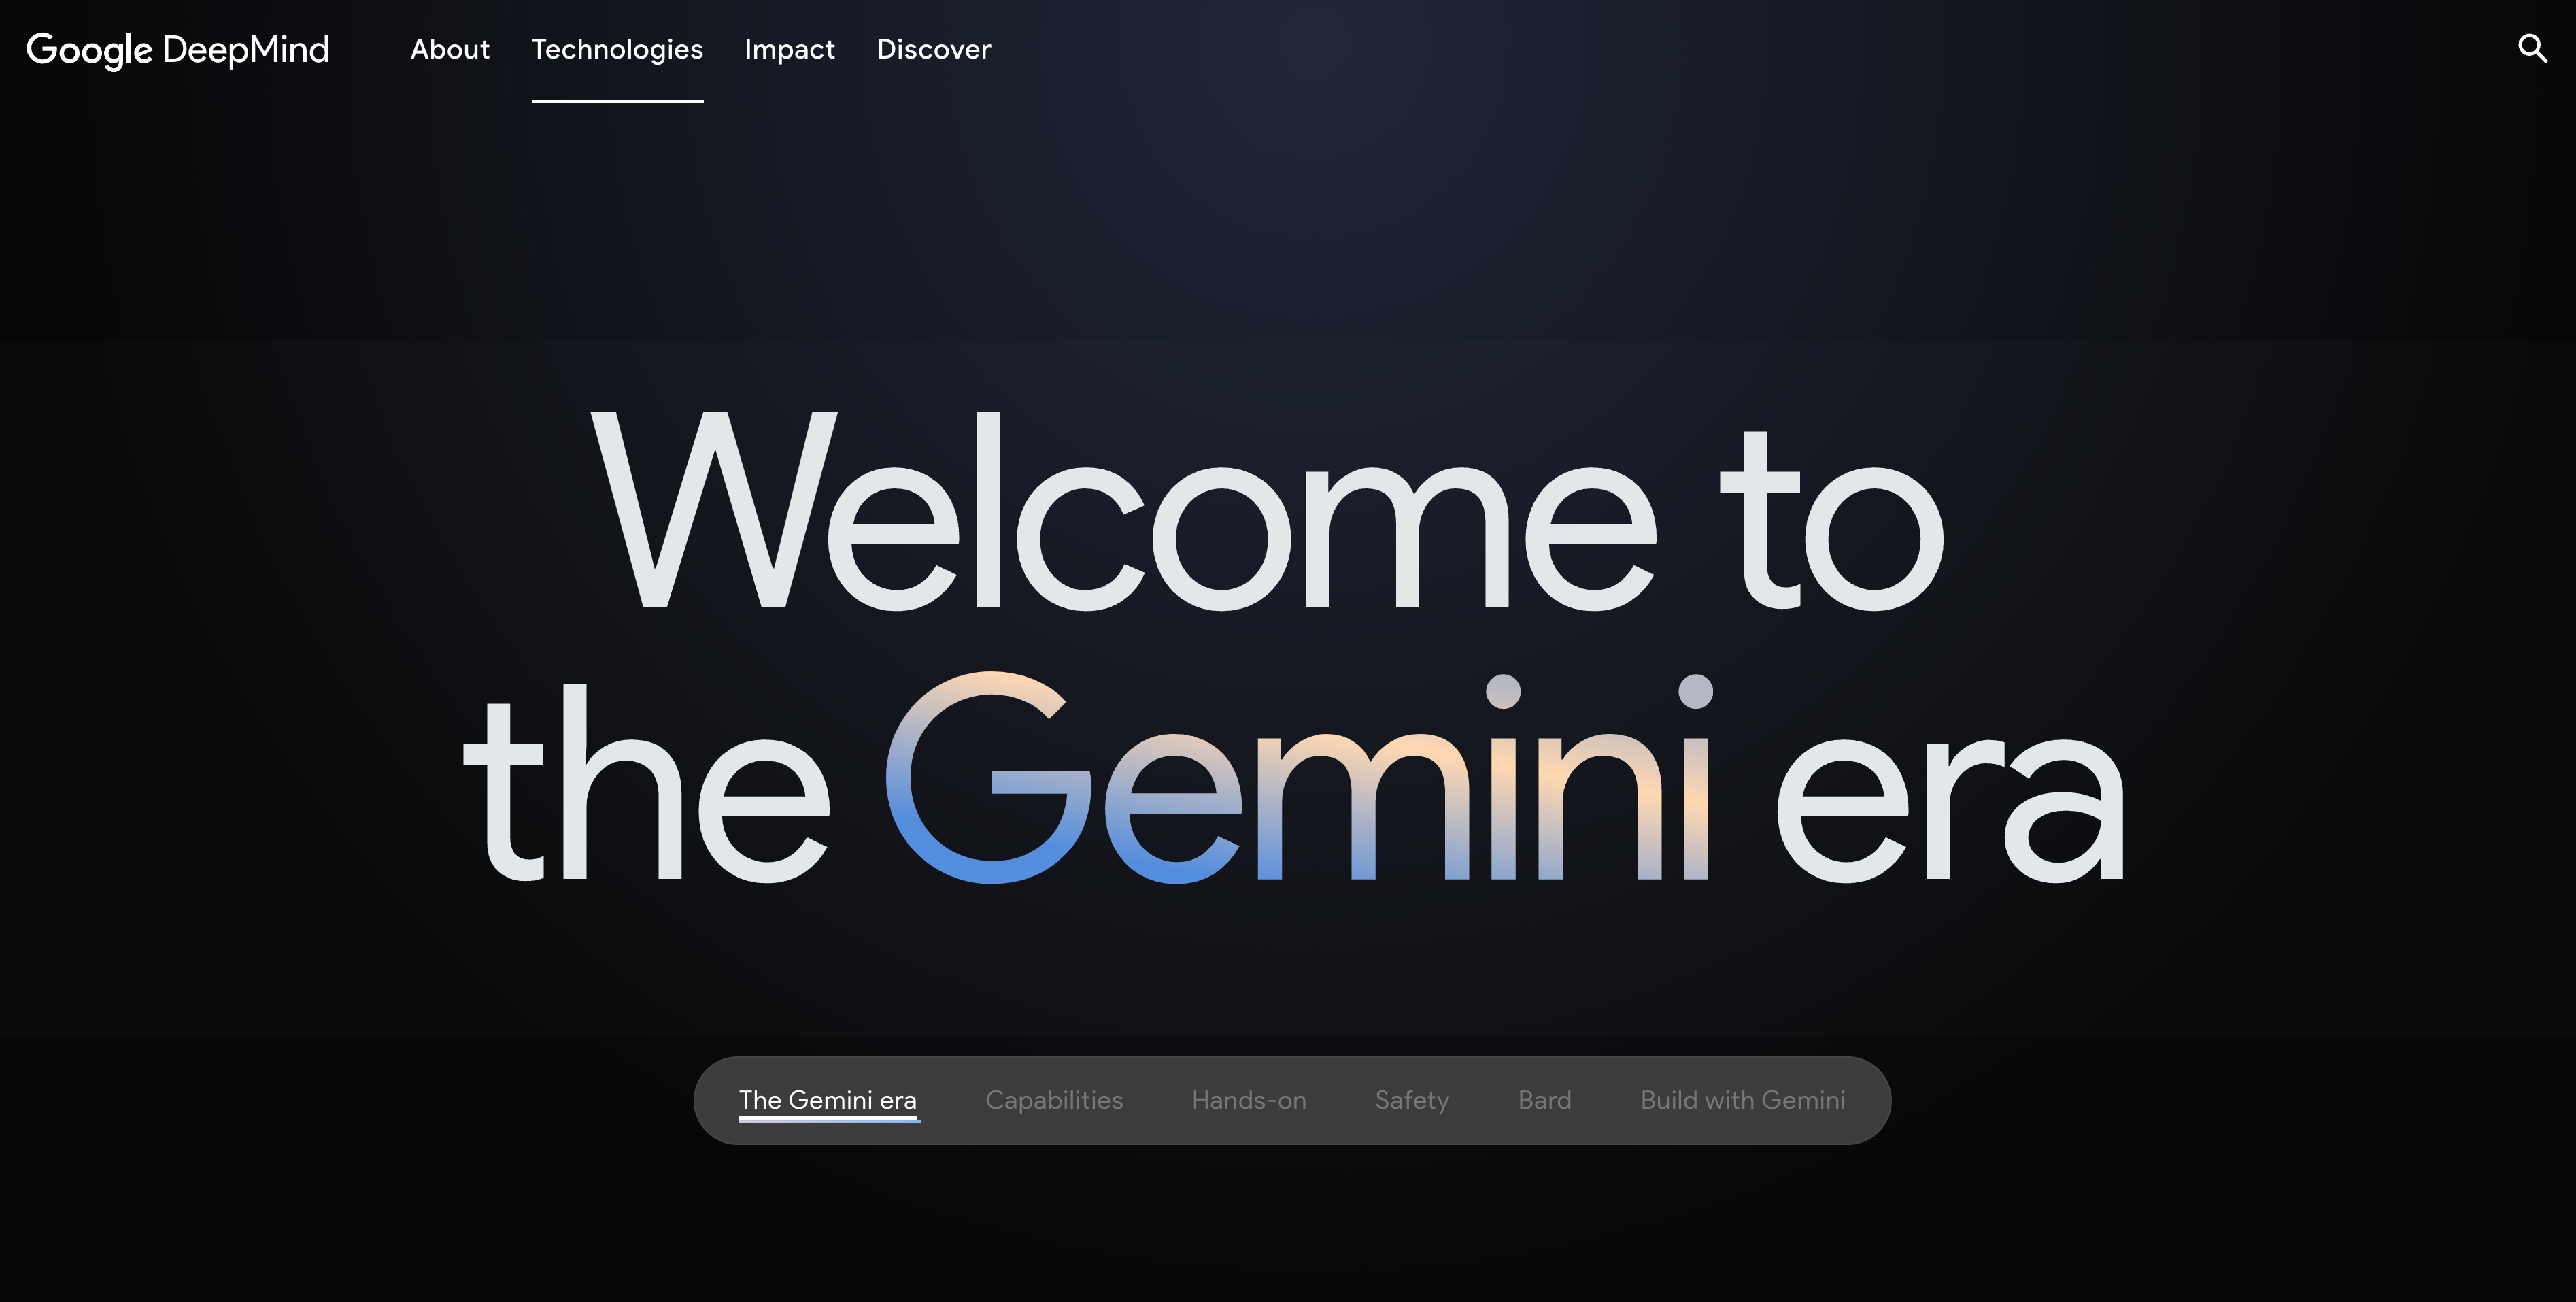 Google DeepMind About Technologies Impact Discover
Welcome to
the Gemini era
The Gemini era Capabilities Hands-on Safety Bard Build with Gemini